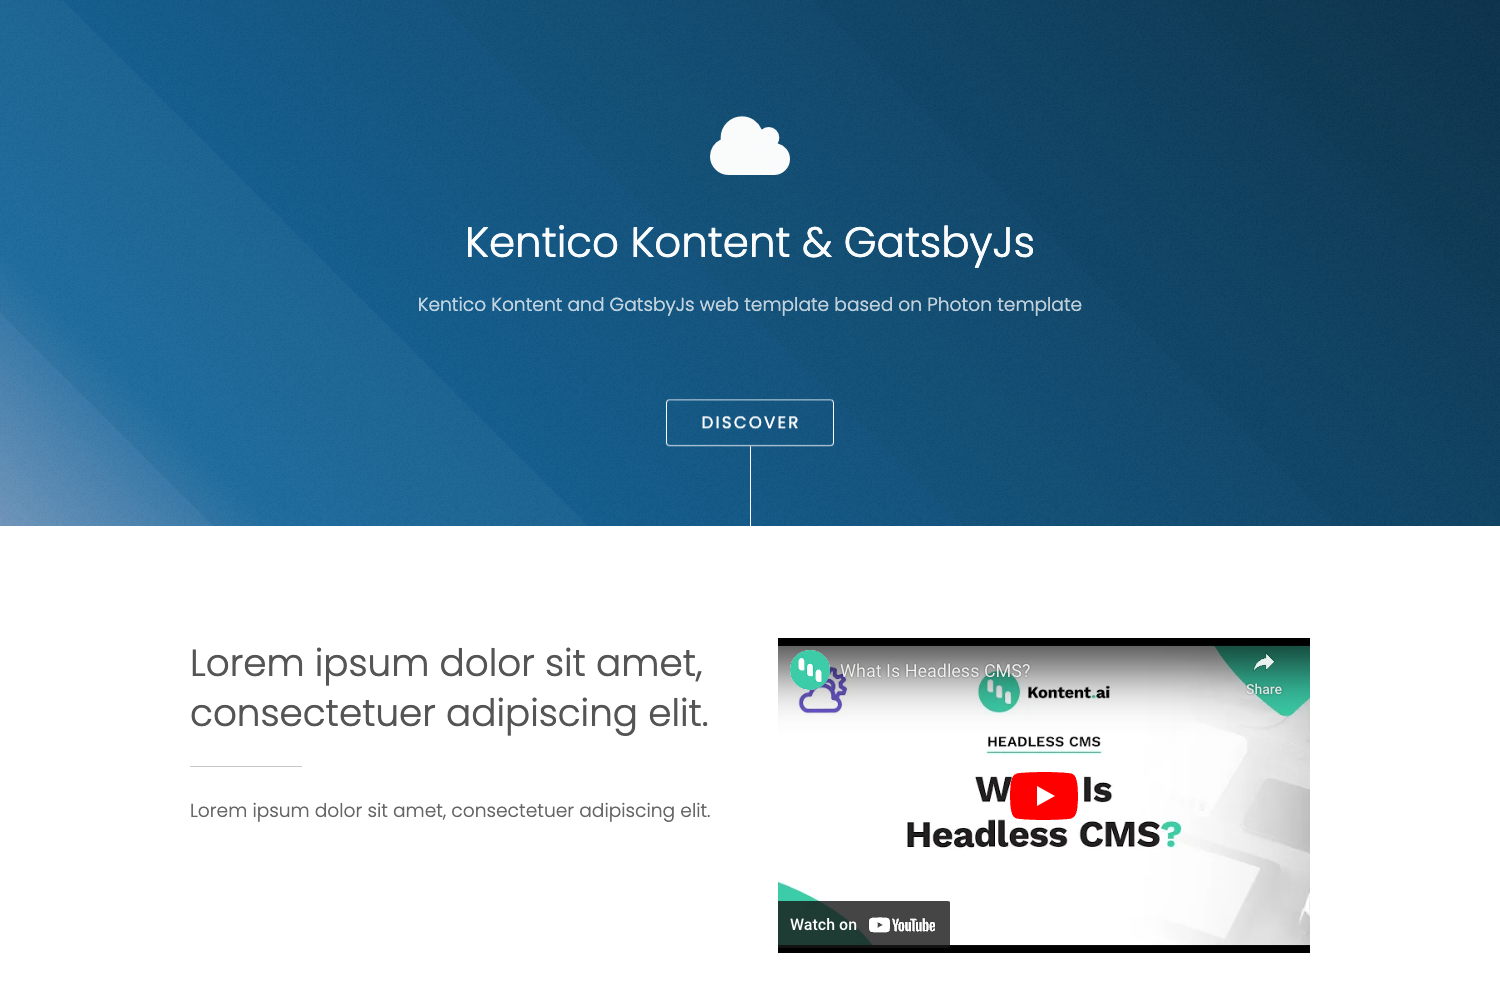 Kentico Kontent & GatsbyJs
Kentico Kontent and GatsbyJs web template based on Photon template
DISCOVER
Lorem ipsum dolor sit amet,
consectetuer adipiscing elit.
Lorem ipsum dolor sit amet, consectetuer adipiscing elit.
What Is Headless CMS?
Share
Kontent.ai
HEADLESS CMS
Is
Headless CMS?
Watch on YouTube